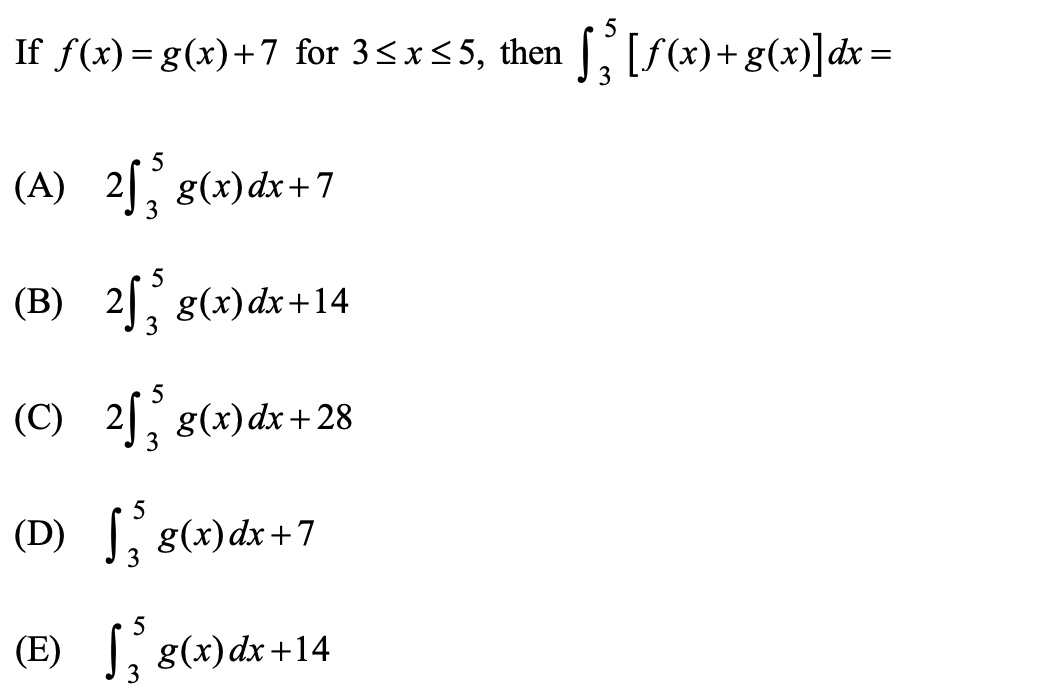 If f(x) = g(x)+7 for 3 ≤ x ≤ 5, then ∫₃⁵ [f(x)+g(x)]dx =
(A) 2∫₃⁵ g(x)dx+7
(B) 2∫₃⁵ g(x)dx+14
(C) 2∫₃⁵ g(x)dx+28
(D) ∫₃⁵ g(x)dx+7
(E) ∫₃⁵ g(x)dx+14